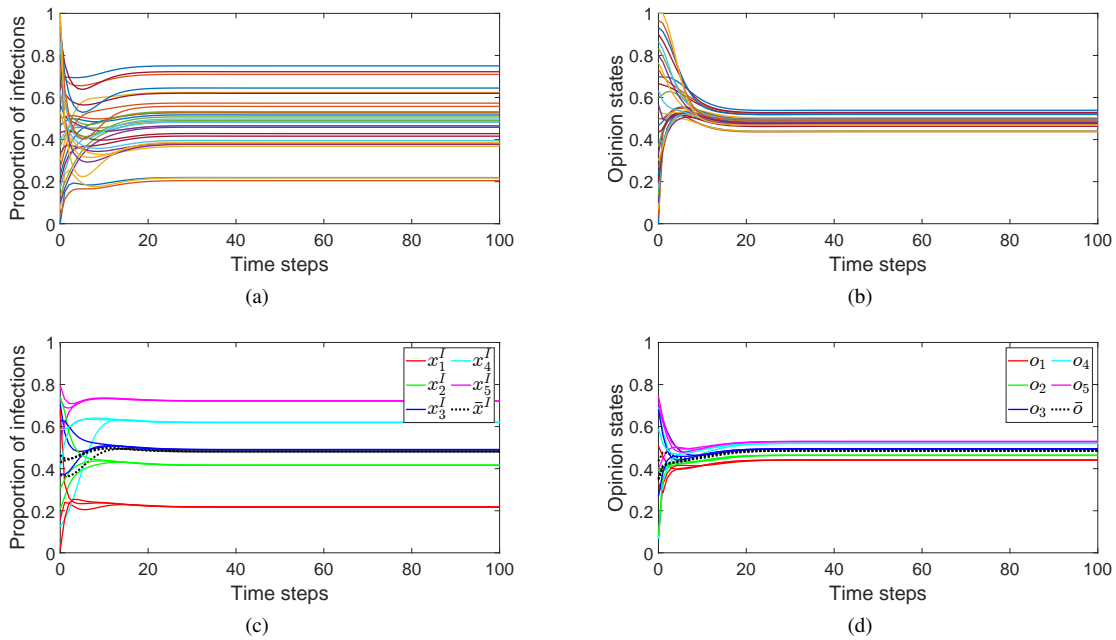 1
0.8
0.6
0.4
0.2
0
0 20 40 60 80 100
Proportion of infections
Time steps
(a)
1
0.8
0.6
0.4
0.2
0
0 20 40 60 80 100
Opinion states
Time steps
(b)
1
0.8
0.6
0.4
0.2
0
0 20 40 60 80 100
Proportion of infections
Time steps
x_1^I x_4^I
x_2^I x_5^I
x_3^I x̄^I
(c)
1
0.8
0.6
0.4
0.2
0
0 20 40 60 80 100
Opinion states
Time steps
o_1 o_4
o_2 o_5
o_3 ō
(d)